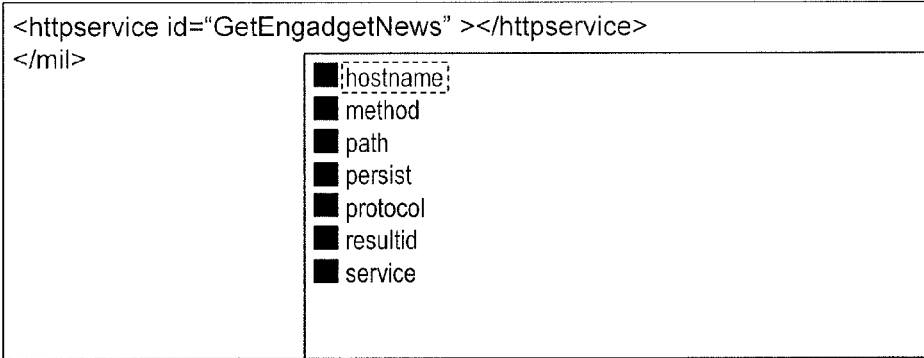 <httpservice id=“GetEngadgetNews” ></httpservice>
</mil>
hostname
method
path
persist
protocol
resultid
service